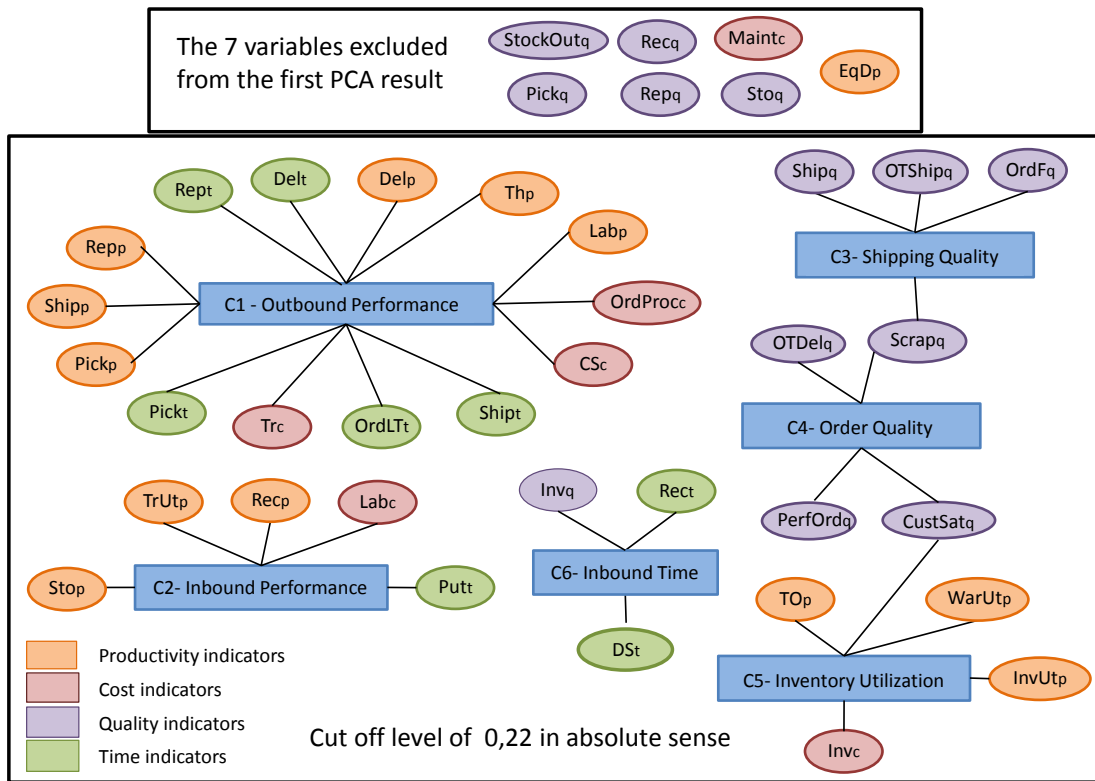 The 7 variables excluded
from the first PCA result
StockOutq
Recq
Maintc
EqDp
Pickq
Repq
Stoq
Rept
Delt
Delp
Thp
Labp
Repp
Shipp
Pickp
C1 - Outbound Performance
OrdProcc
CSc
Pickt
Trc
OrdLTt
Shipt
Shipq
OTShipq
OrdFq
C3- Shipping Quality
OTDelq
Scrapq
C4- Order Quality
PerfOrdq
CustSatq
TrUtp
Recp
Labc
Stop
C2- Inbound Performance
Putt
Invq
Rect
C6- Inbound Time
DSt
TOp
WarUtp
C5- Inventory Utilization
InvUtp
Invc
Productivity indicators
Cost indicators
Quality indicators
Time indicators
Cut off level of 0,22 in absolute sense